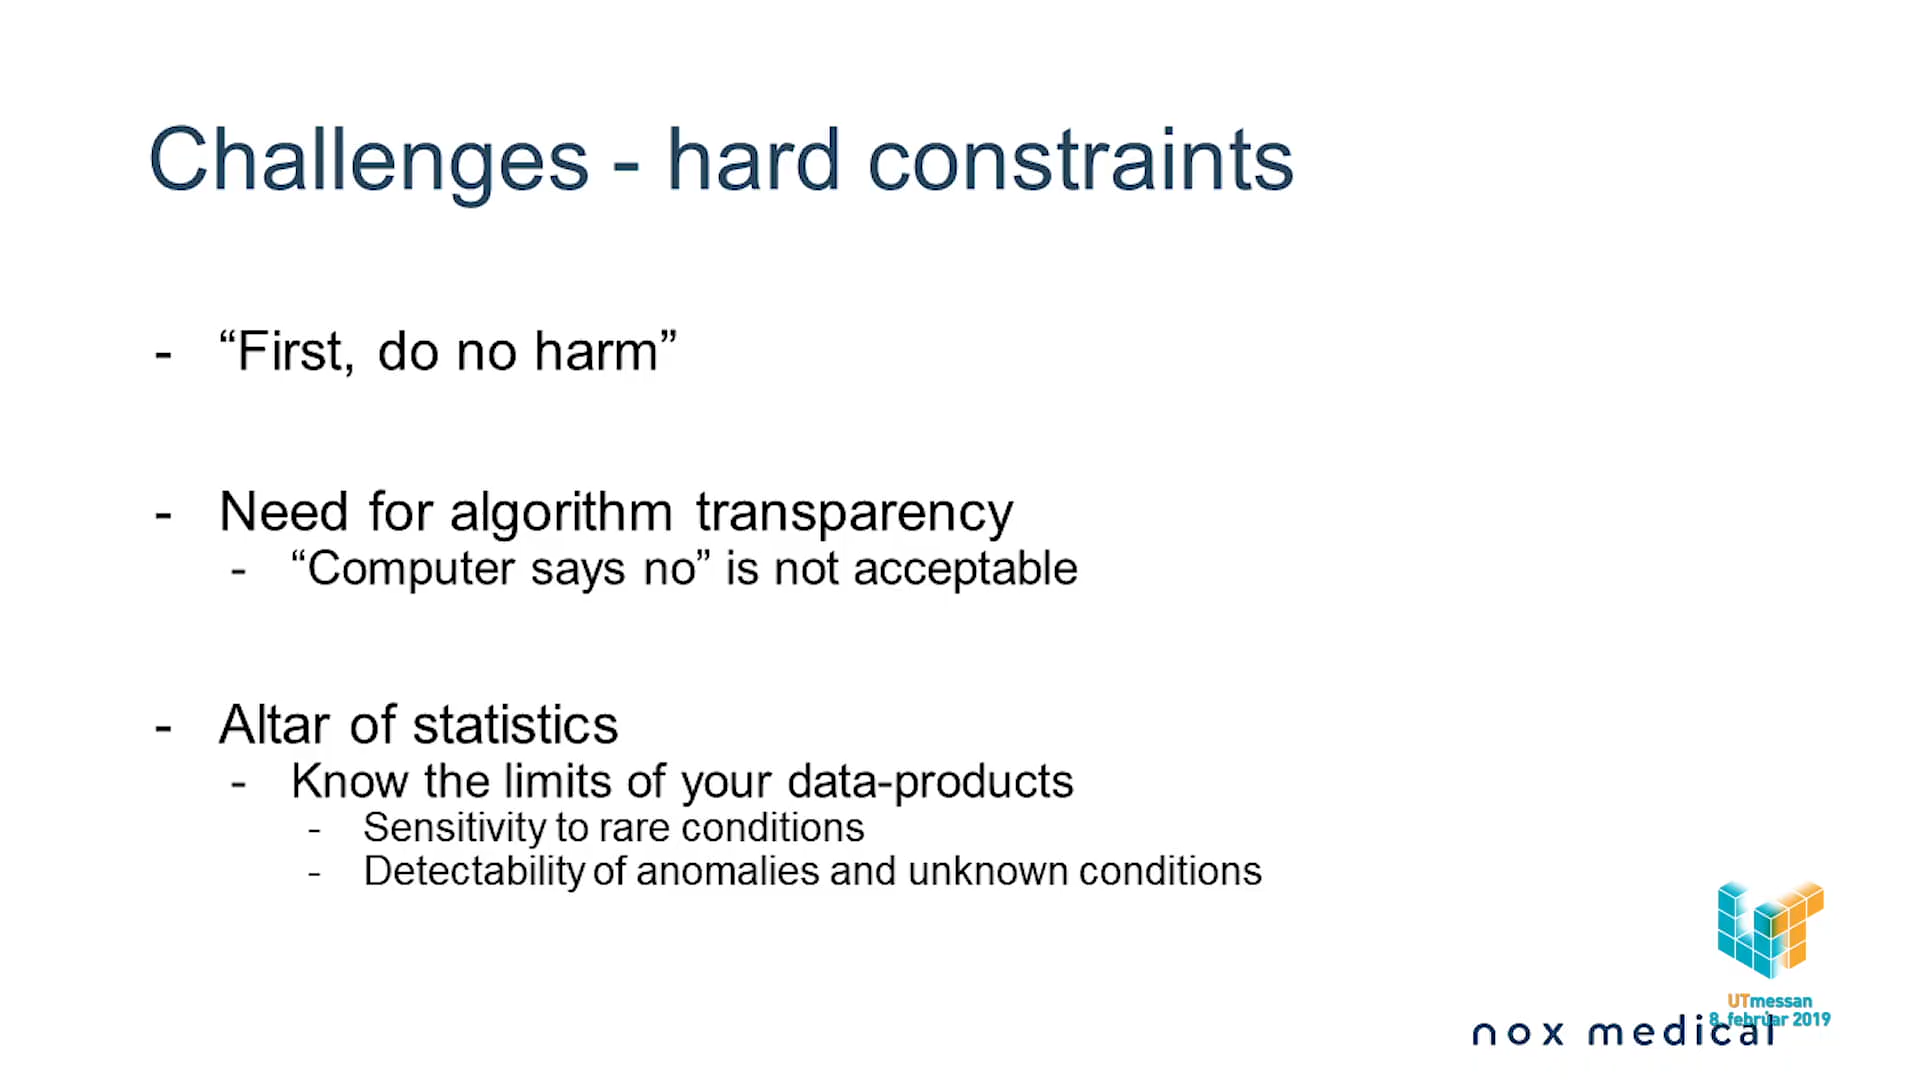 Challenges - hard constraints
- “First, do no harm”
- Need for algorithm transparency
- “Computer says no” is not acceptable
- Altar of statistics
- Know the limits of your data-products
- Sensitivity to rare conditions
- Detectability of anomalies and unknown conditions
UTmessan
8. febrúar 2019
nox medical